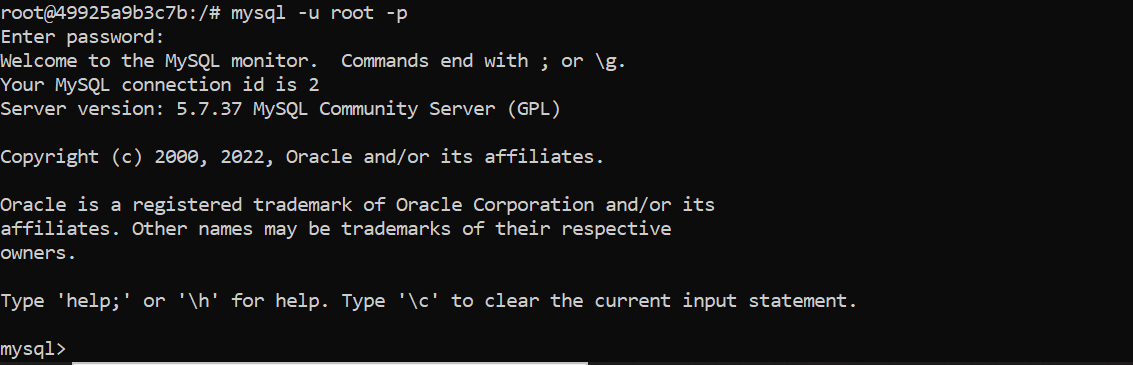 root@49925a9b3c7b:/# mysql -u root -p
Enter password:
Welcome to the MySQL monitor.  Commands end with ; or \g.
Your MySQL connection id is 2
Server version: 5.7.37 MySQL Community Server (GPL)
Copyright (c) 2000, 2022, Oracle and/or its affiliates.
Oracle is a registered trademark of Oracle Corporation and/or its
affiliates. Other names may be trademarks of their respective
owners.
Type 'help;' or '\h' for help. Type '\c' to clear the current input statement.
mysql>